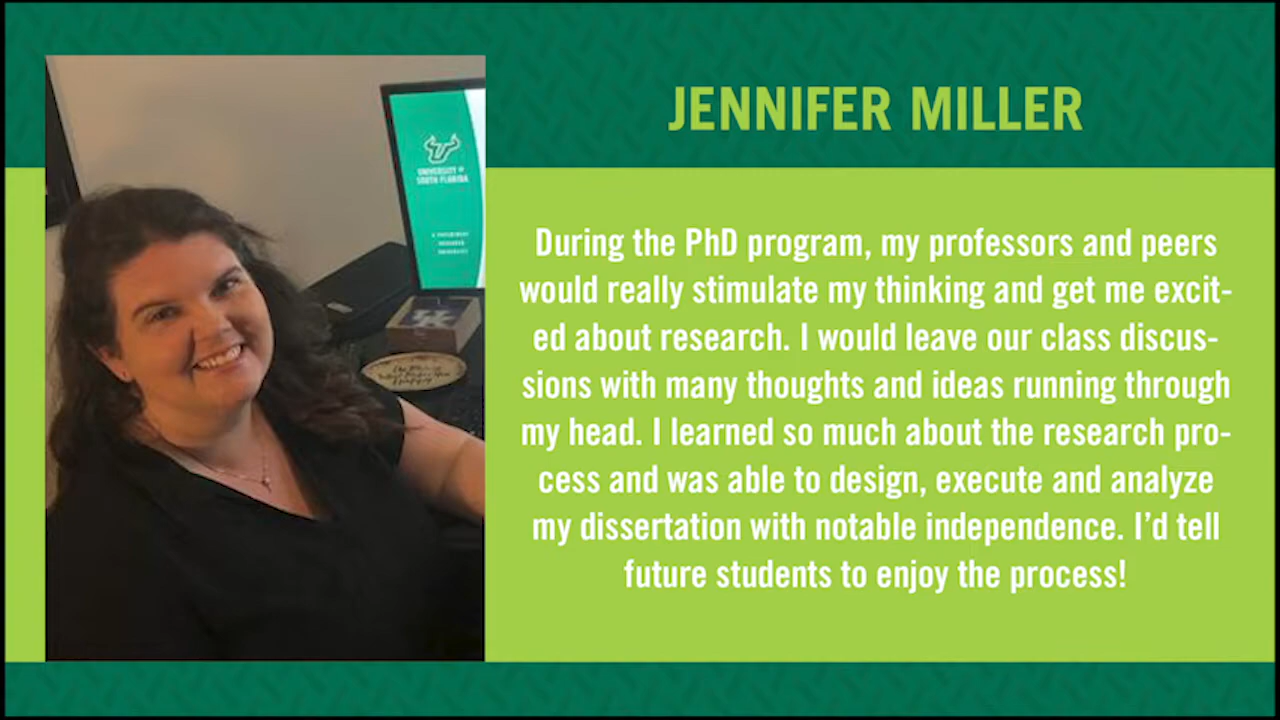 JENNIFER MILLER
During the PhD program, my professors and peers
would really stimulate my thinking and get me excit-
ed about research. I would leave our class discus-
sions with many thoughts and ideas running through
my head. I learned so much about the research pro-
cess and was able to design, execute and analyze
my dissertation with notable independence. I'd tell
future students to enjoy the process!
UNIVERSITY of
SOUTH FLORIDA
UK